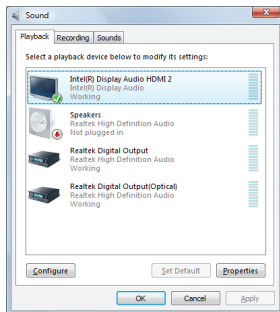 Sound
Playback Recording Sounds
Select a playback device below to modify its settings:
Intel(R) Display Audio HDMI 2
Intel(R) Display Audio
Working
Speakers
Realtek High Definition Audio
Not plugged in
Realtek Digital Output
Realtek High Definition Audio
Working
Realtek Digital Output(Optical)
Realtek High Definition Audio
Working
Configure Set Default Properties
OK Cancel Apply